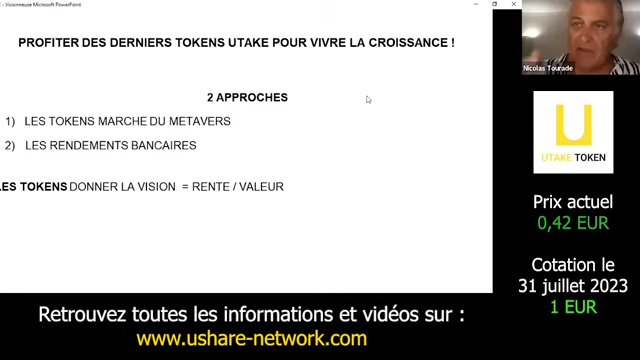 - Visionneuse Microsoft PowerPoint
PROFITER DES DERNIERS TOKENS UTAKE POUR VIVRE LA CROISSANCE !
2 APPROCHES
1) LES TOKENS MARCHE DU METAVERS
2) LES RENDEMENTS BANCAIRES
LES TOKENS DONNER LA VISION = RENTE / VALEUR
Nicolas Tourade
UTAKE TOKEN
Prix actuel
0,42 EUR
Cotation le
31 juillet 2023
1 EUR
Retrouvez toutes les informations et vidéos sur :
www.ushare-network.com